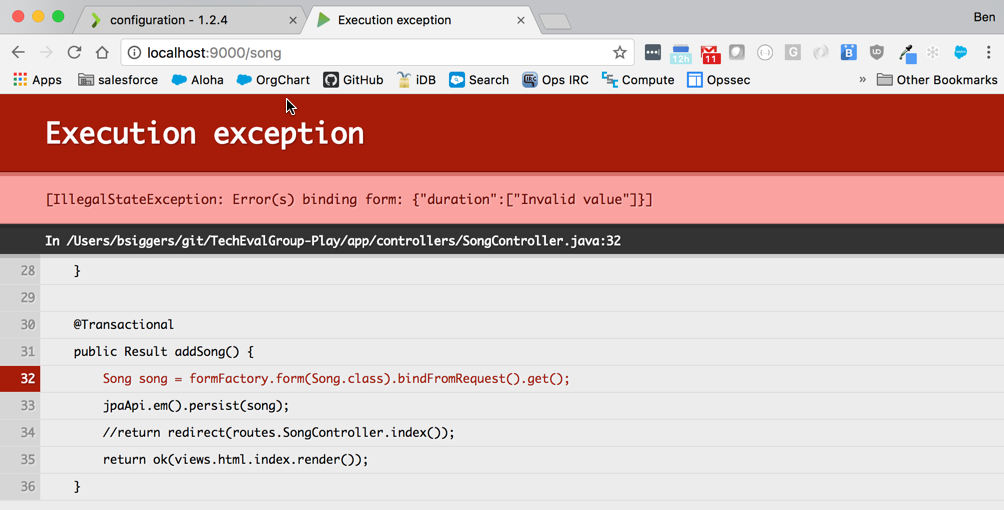 configuration - 1.2.4
Execution exception
Ben
localhost:9000/song
12h
11
G
B
Apps
salesforce
Aloha
OrgChart
GitHub
iDB
Search
Ops IRC
Compute
Opssec
»
Other Bookmarks
Execution exception
[IllegalStateException: Error(s) binding form: {"duration":["Invalid value"]}]
In /Users/bsiggers/git/TechEvalGroup-Play/app/controllers/SongController.java:32
28 }
29
30 @Transactional
31 public Result addSong() {
32 Song song = formFactory.form(Song.class).bindFromRequest().get();
33 jpaApi.em().persist(song);
34 //return redirect(routes.SongController.index());
35 return ok(views.html.index.render());
36 }